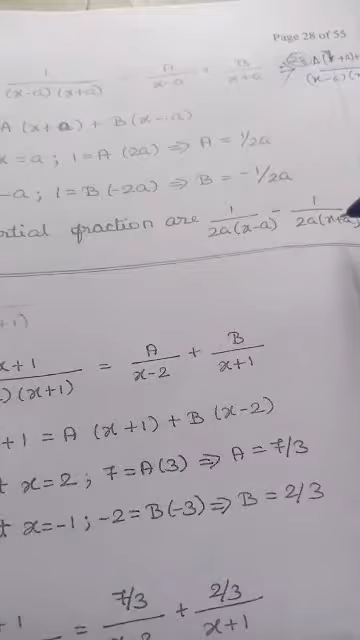 Page 28 of 55
1/((x-a)(x+a)) = A/(x-a) + B/(x+a) ⇒
A(x+a) + B(x-a)
x = a ; 1 = A(2a) ⇒ A = 1/2a
-a ; 1 = B(-2a) ⇒ B = -1/2a
rtial fraction are 1/(2a(x-a)) - 1/(2a(x+a))
+1)
x+1/()(x+1) = A/(x-2) + B/(x+1)
+1 = A (x+1) + B (x-2)
t x=2 ; 7 = A(3) ⇒ A = 7/3
t x=-1 ; -2 = B(-3) ⇒ B = 2/3
+1 = (7/3)/(x-2) + (2/3)/(x+1)